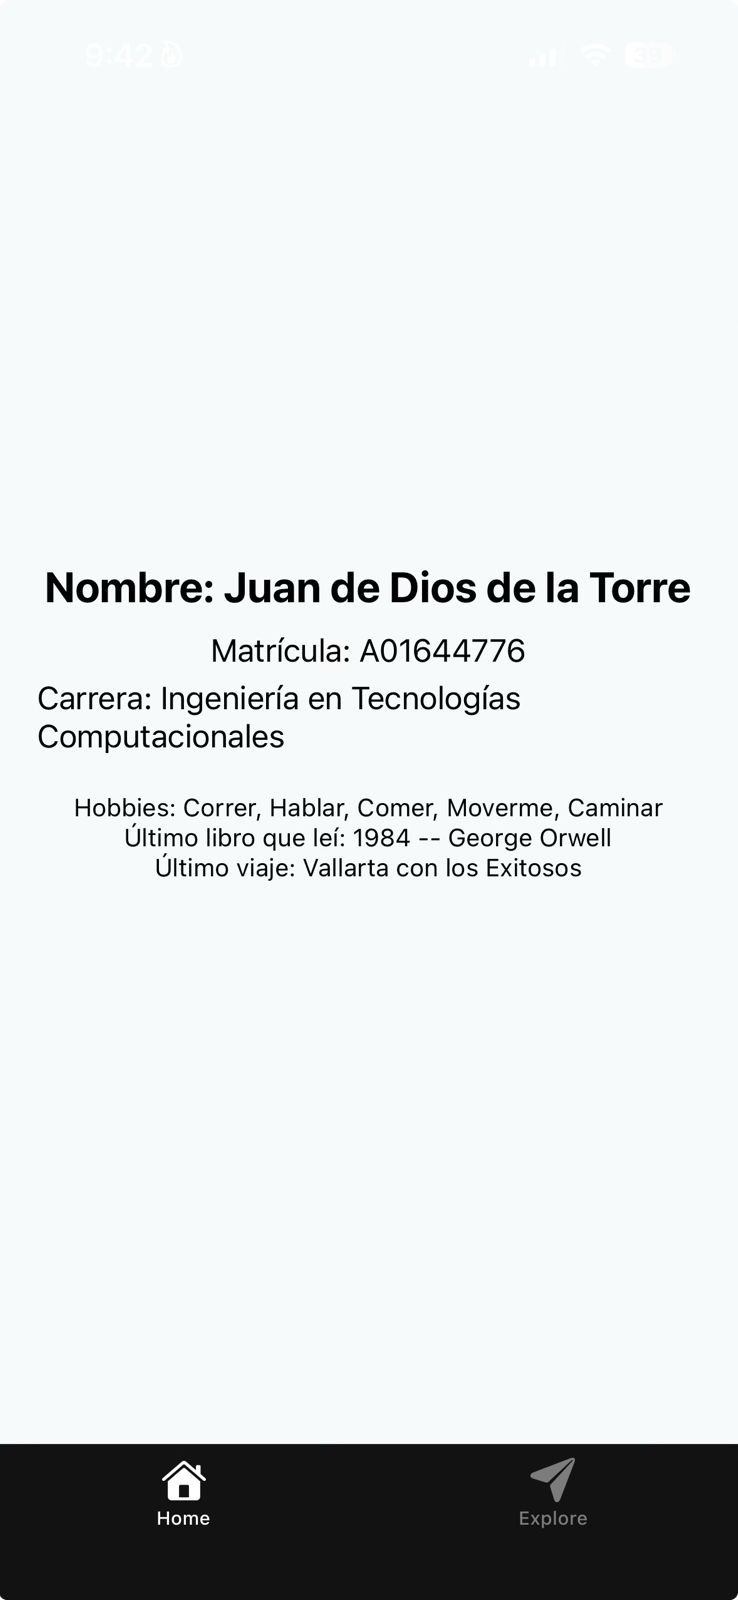 9:42
39
Nombre: Juan de Dios de la Torre
Matrícula: A01644776
Carrera: Ingeniería en Tecnologías
Computacionales
Hobbies: Correr, Hablar, Comer, Moverme, Caminar
Último libro que leí: 1984 -- George Orwell
Último viaje: Vallarta con los Exitosos
Home
Explore